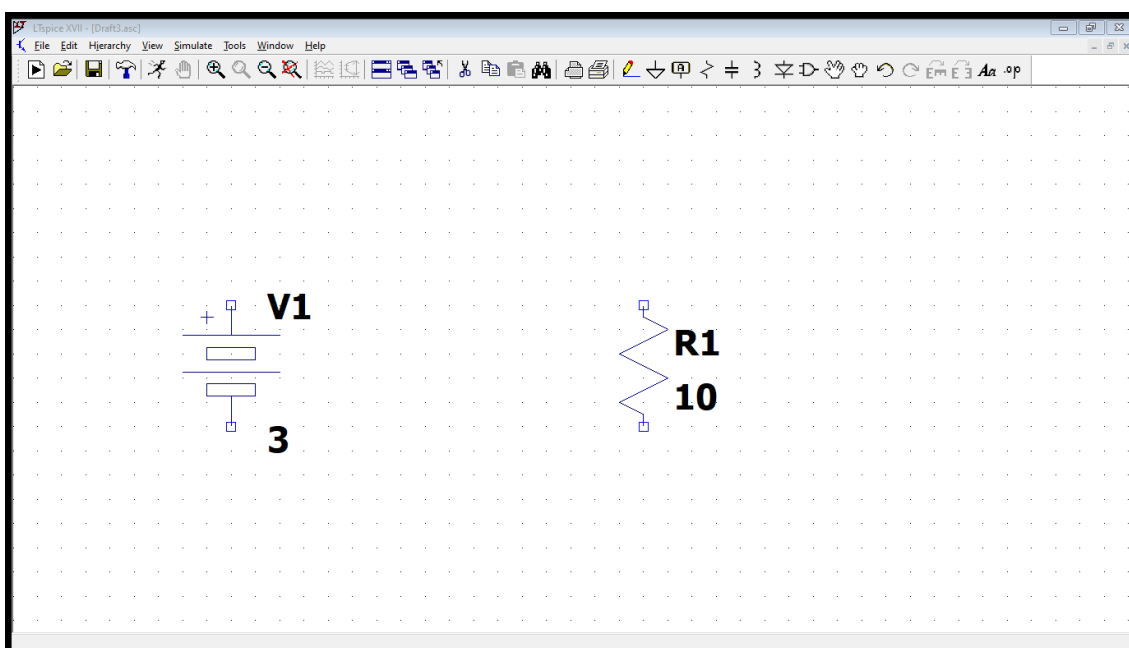 LTspice XVII - [Draft3.asc]
File Edit Hierarchy View Simulate Tools Window Help
Aa .op
V1
+
R1
10
3